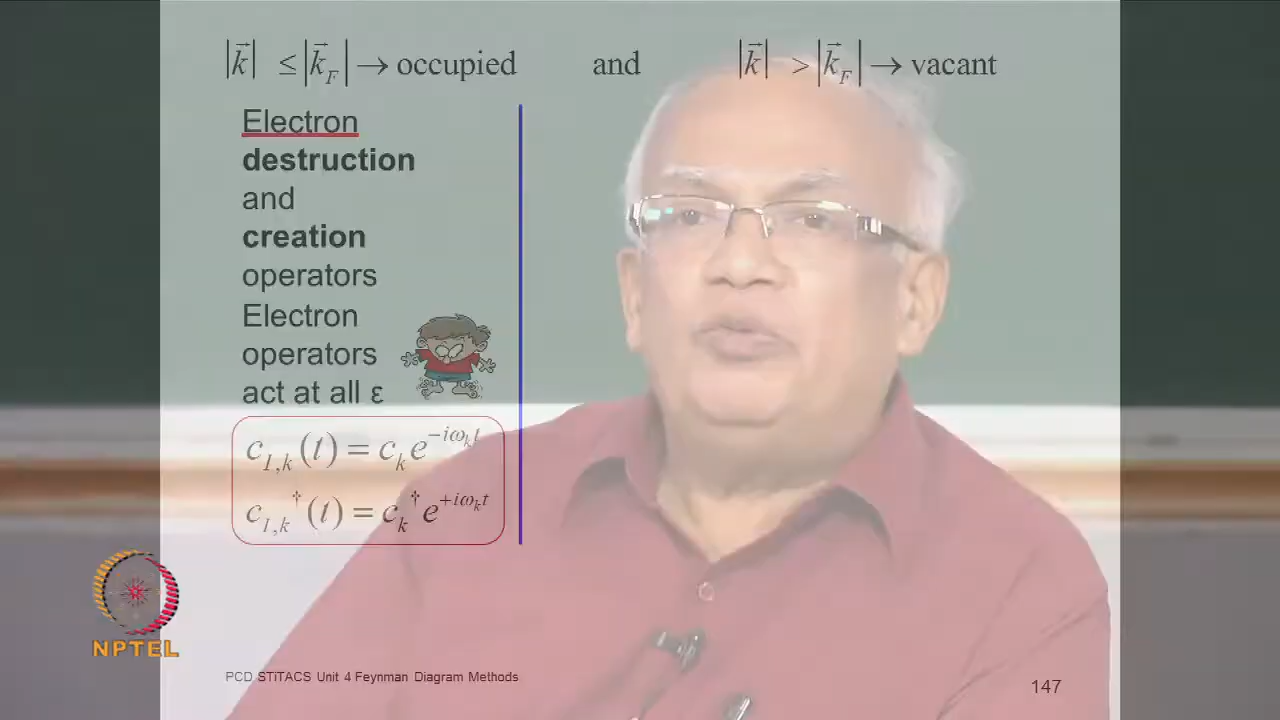 |k⃗| ≤ |k⃗_F| → occupied and |k⃗| > |k⃗_F| → vacant
Electron
destruction
and
creation
operators
Electron
operators
act at all ε
c_{I,k}(t) = c_k e^{-iω_k t}
c_{I,k}^†(t) = c_k^† e^{+iω_k t}
NPTEL
PCD STiTACS Unit 4 Feynman Diagram Methods
147